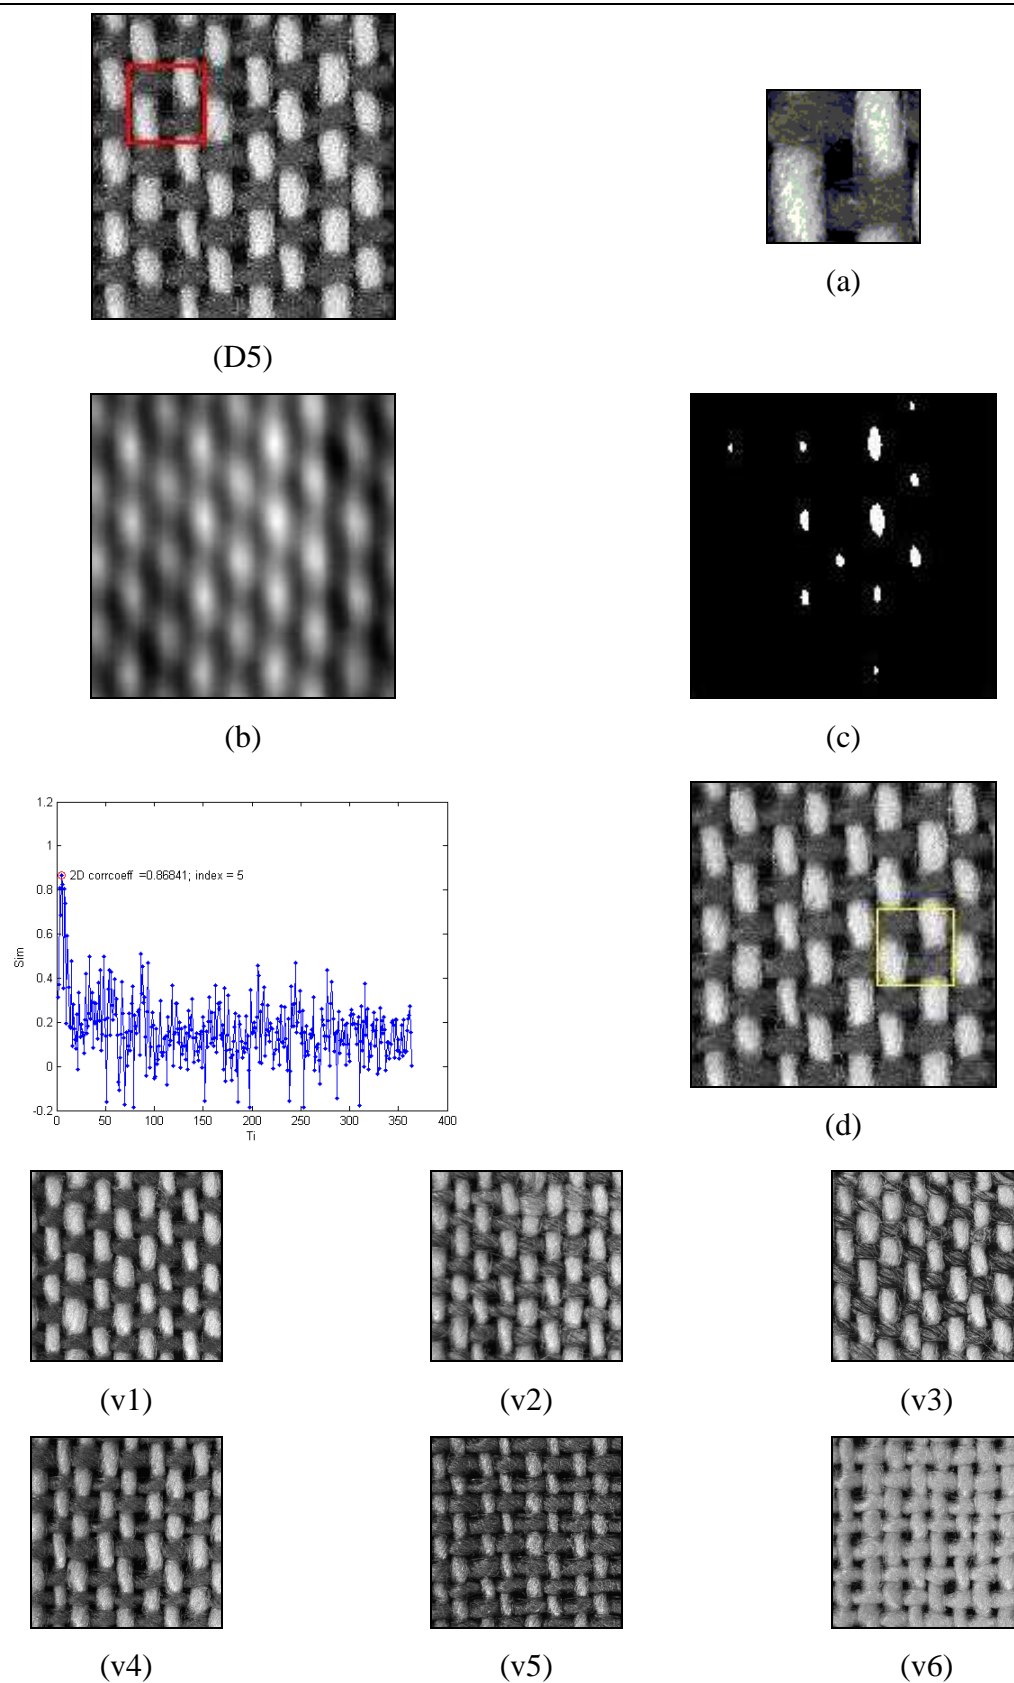 (a)
(D5)
(b)
(c)
1.2
1
0.8
0.6
0.4
0.2
0
-0.2
Sim
2D corrcoeff =0.86841; index = 5
0 50 100 150 200 250 300 350 400
Ti
(d)
(v1) (v2) (v3)
(v4) (v5) (v6)